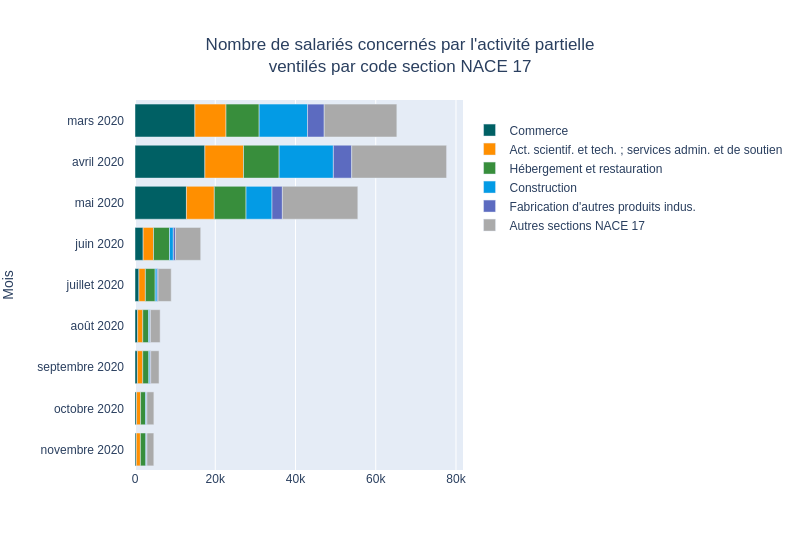 Nombre de salariés concernés par l'activité partielle
ventilés par code section NACE 17
mars 2020
avril 2020
mai 2020
juin 2020
juillet 2020
août 2020
septembre 2020
octobre 2020
novembre 2020
Mois
0
20k
40k
60k
80k
Commerce
Act. scientif. et tech. ; services admin. et de soutien
Hébergement et restauration
Construction
Fabrication d'autres produits indus.
Autres sections NACE 17